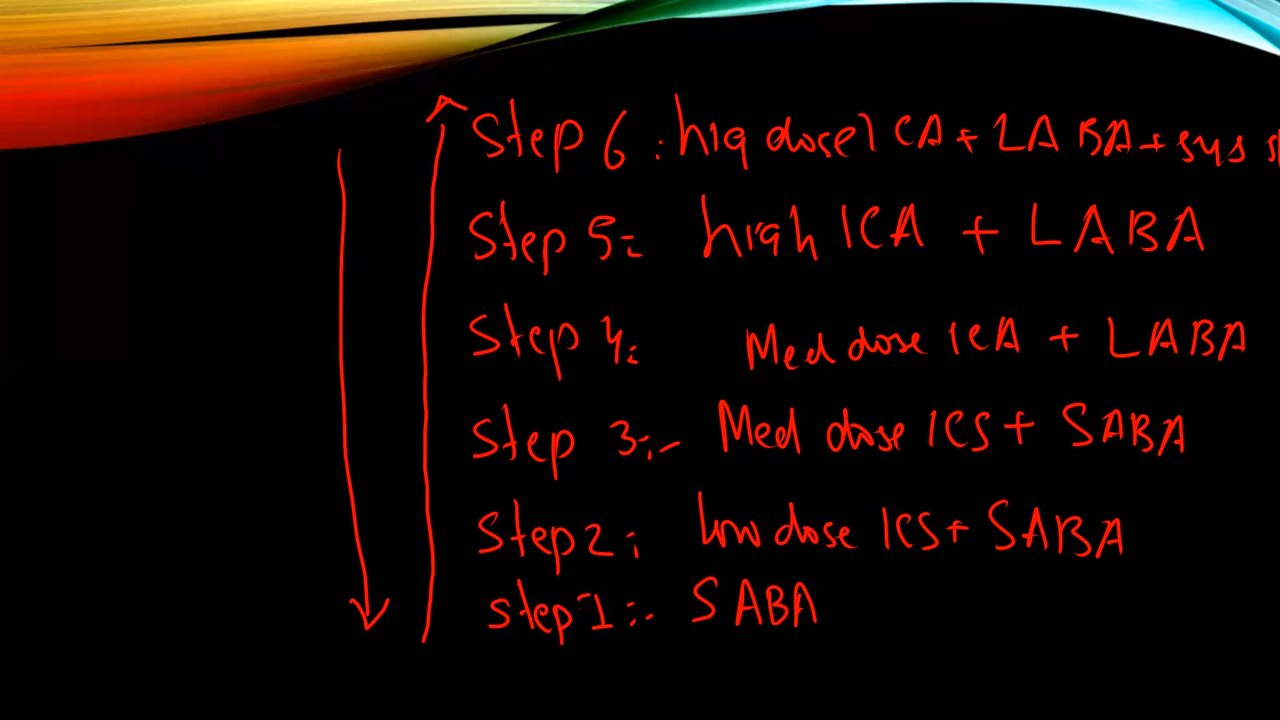 Step 6: hig dose ICA + LABA + sys
Step 5: high ICA + LABA
Step 4: Med dose ICA + LABA
Step 3:- Med dose ICS + SABA
Step 2: low dose ICS + SABA
step 1:- SABA